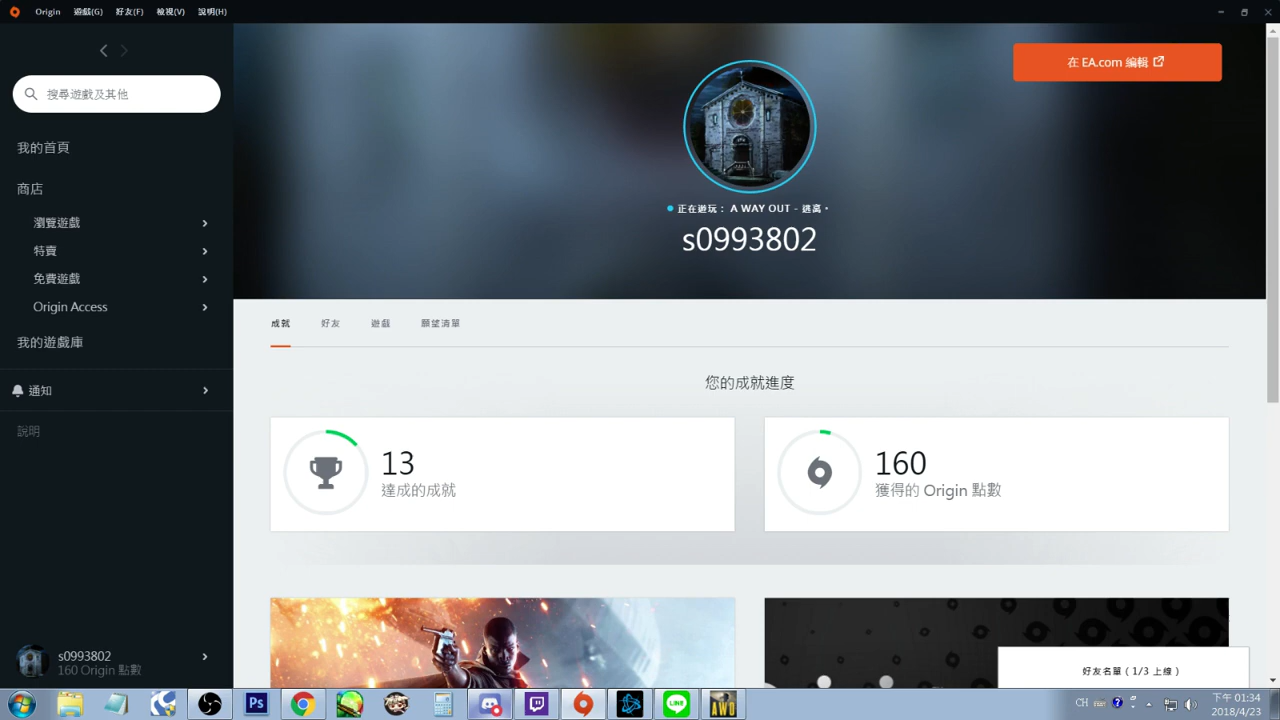 Origin 遊戲(G) 好友(F) 檢視(V) 說明(H)
搜尋遊戲及其他
我的首頁
商店
瀏覽遊戲
特賣
免費遊戲
Origin Access
我的遊戲庫
通知
說明
s0993802
160 Origin 點數
在 EA.com 編輯
正在遊玩： A WAY OUT - 逃离。
s0993802
成就 好友 遊戲 願望清單
您的成就進度
13
達成的成就
160
獲得的 Origin 點數
好友名單 ( 1/3 上線 )
Ps
LINE
AWO
CH
下午 01:34
2018/4/23